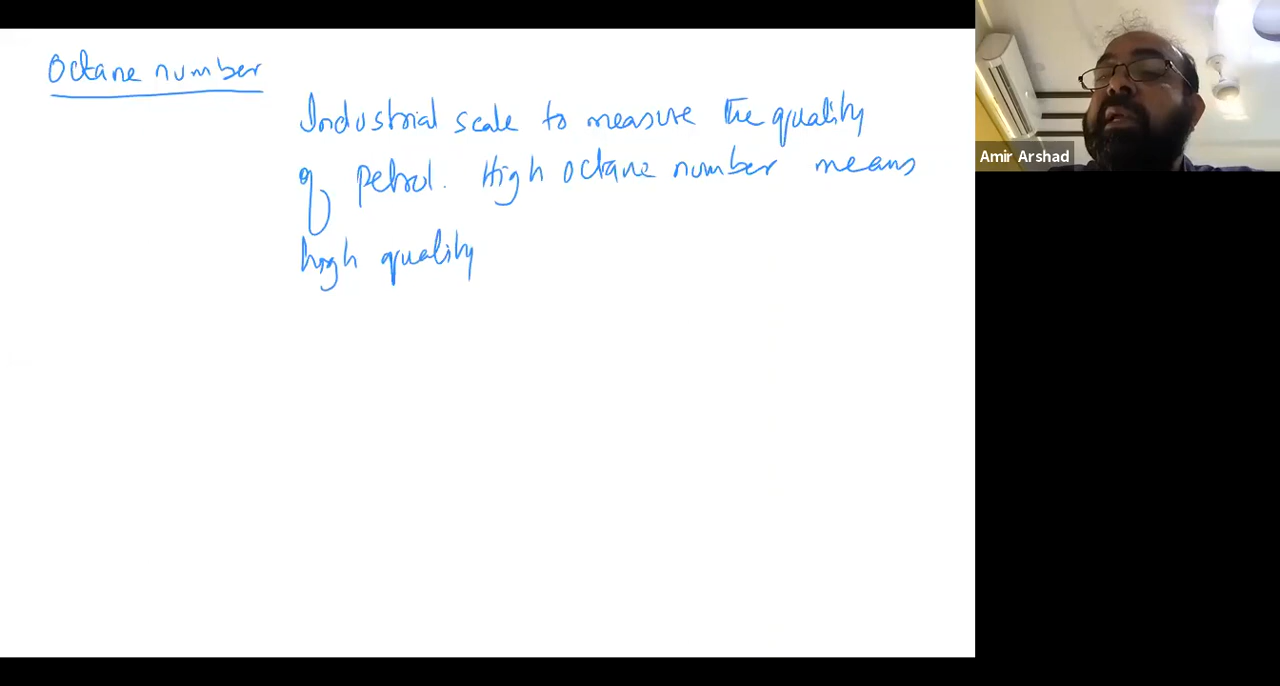 Octane number
Industrial scale to measure the quality
of petrol. High octane number means
high quality
Amir Arshad